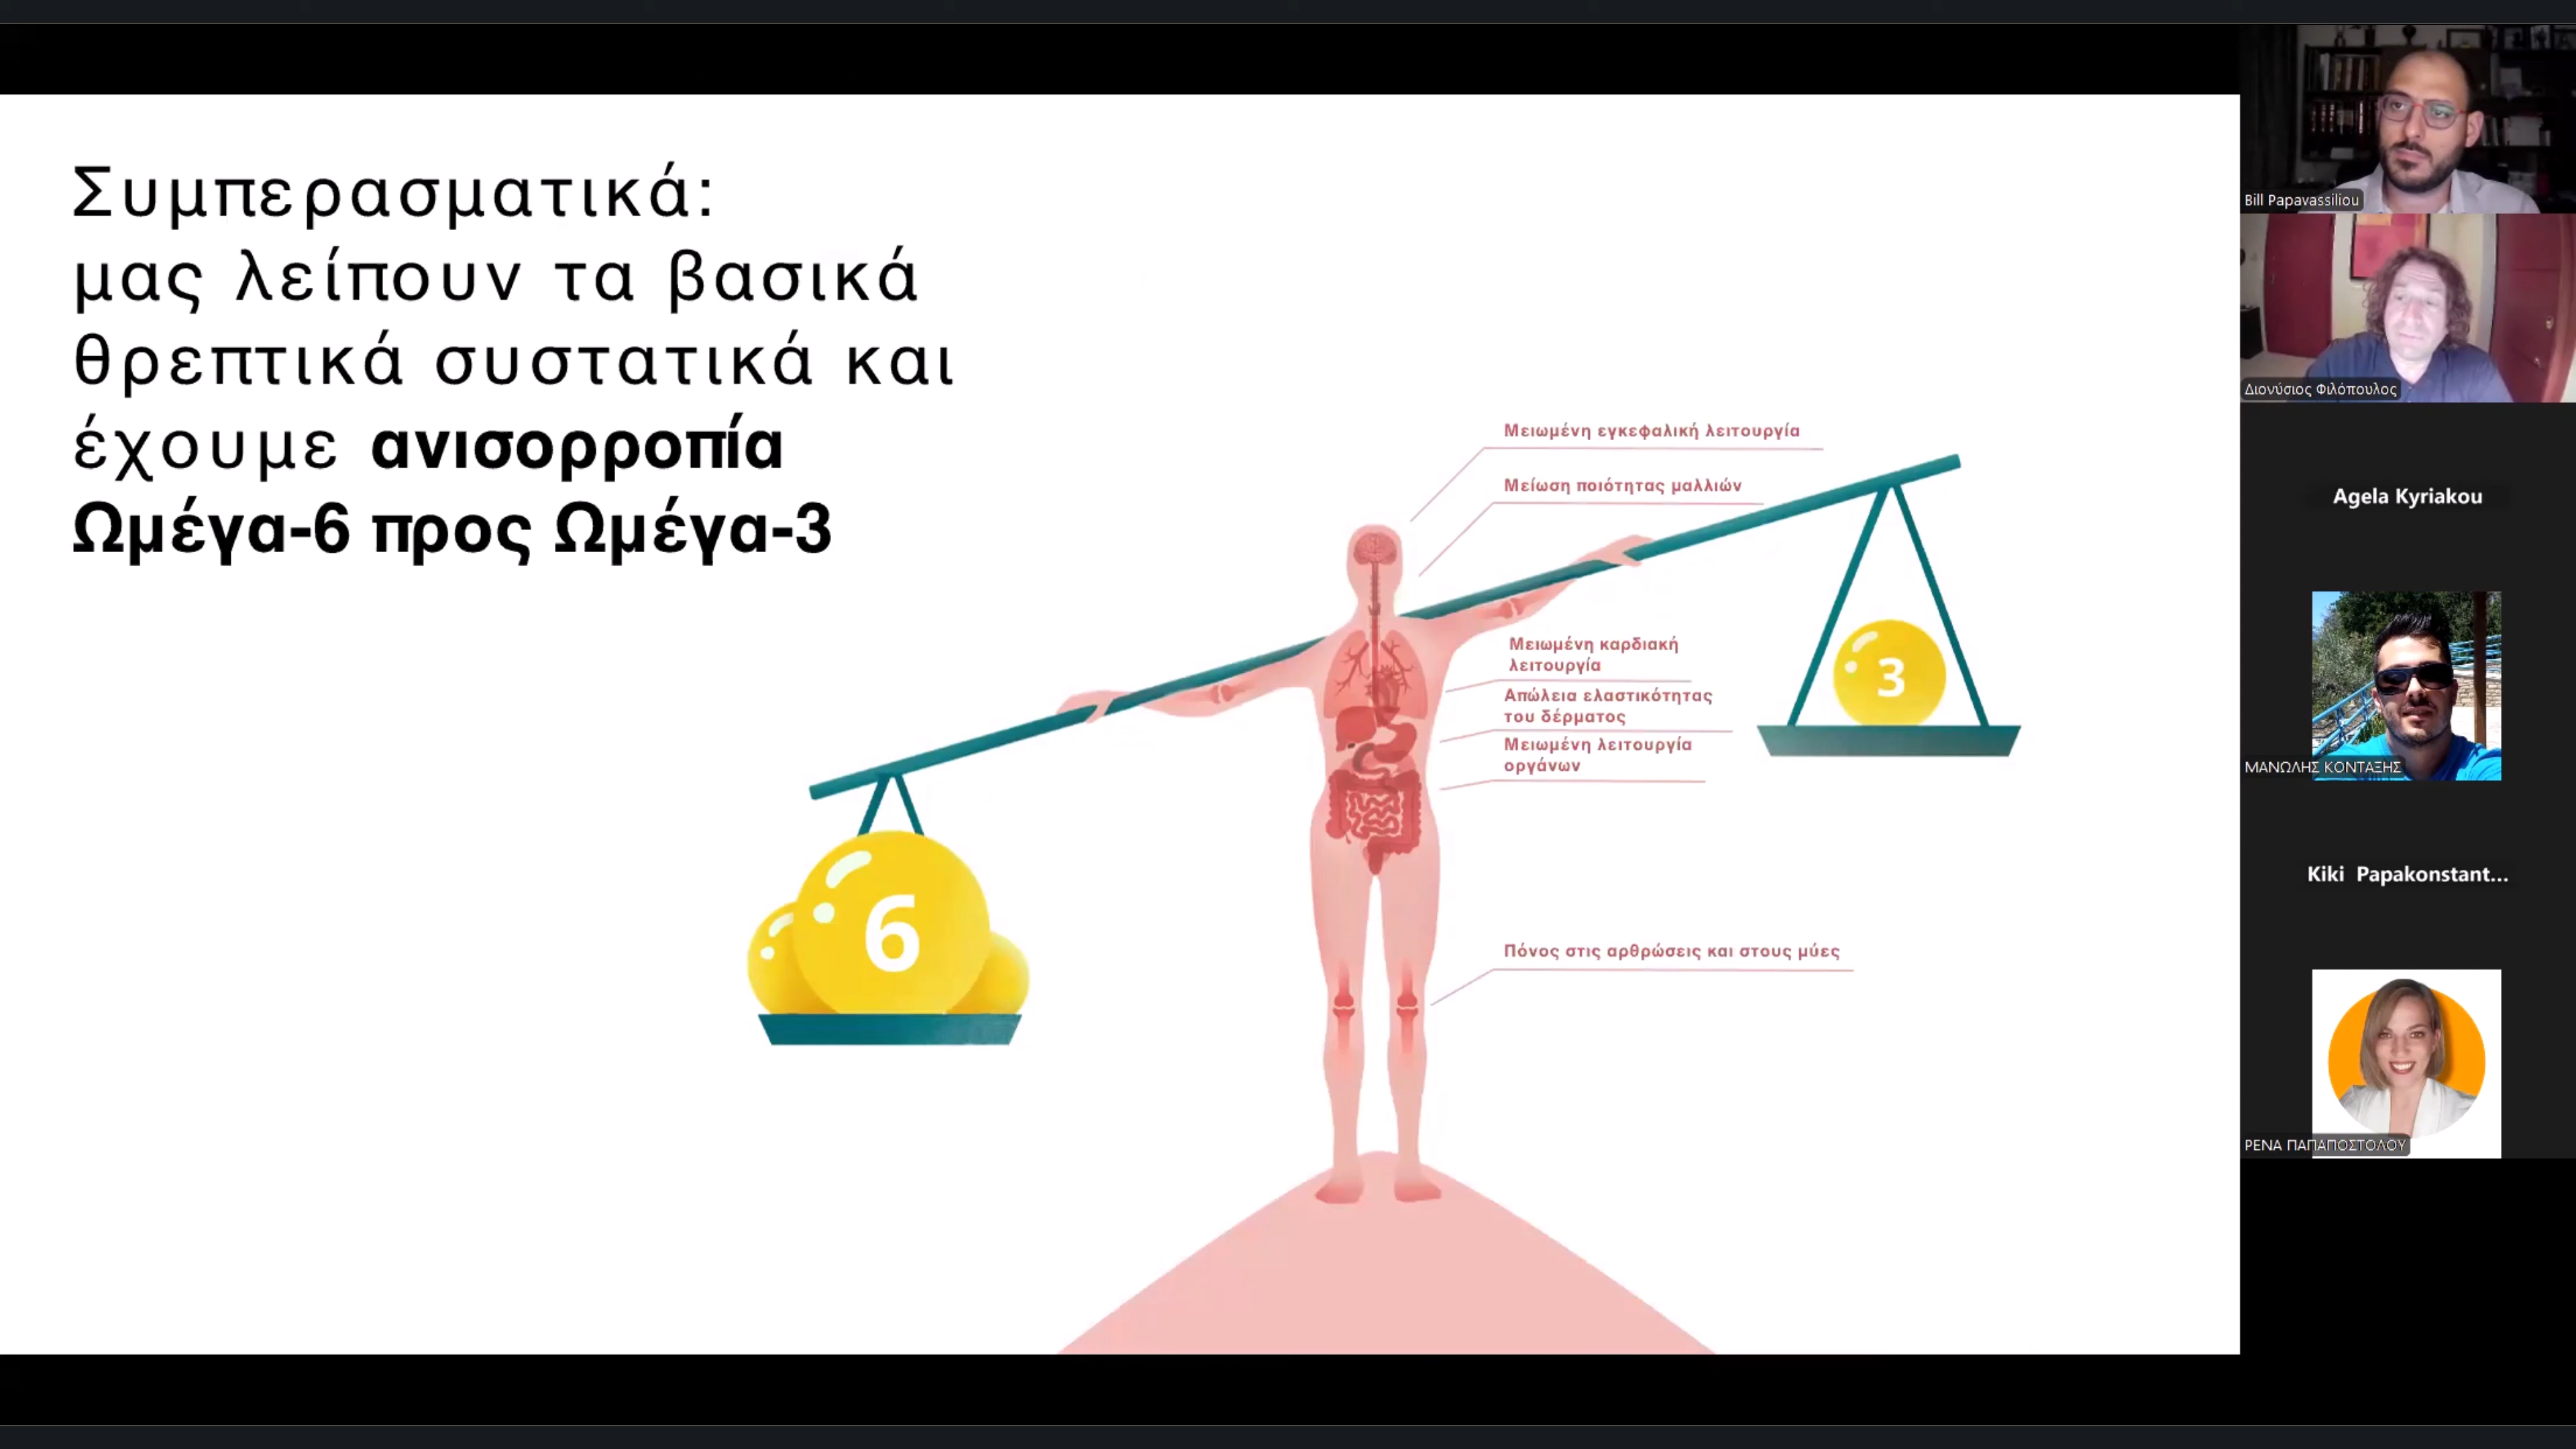 Συμπερασματικά:
μας λείπουν τα βασικά
θρεπτικά συστατικά και
έχουμε ανισορροπία
Ωμέγα-6 προς Ωμέγα-3
Μειωμένη εγκεφαλική λειτουργία
Μείωση ποιότητας μαλλιών
Μειωμένη καρδιακή
λειτουργία
Απώλεια ελαστικότητας
του δέρματος
Μειωμένη λειτουργία
οργάνων
Πόνος στις αρθρώσεις και στους μύες
6
3
Bill Papavassiliou
Διονύσιος Φιλόπουλος
Agela Kyriakou
ΜΑΝΩΛΗΣ ΚΟΝΤΑΞΗΣ
Kiki Papakonstant...
ΡΕΝΑ ΠΑΠΑΠΟΣΤΟΛΟΥ